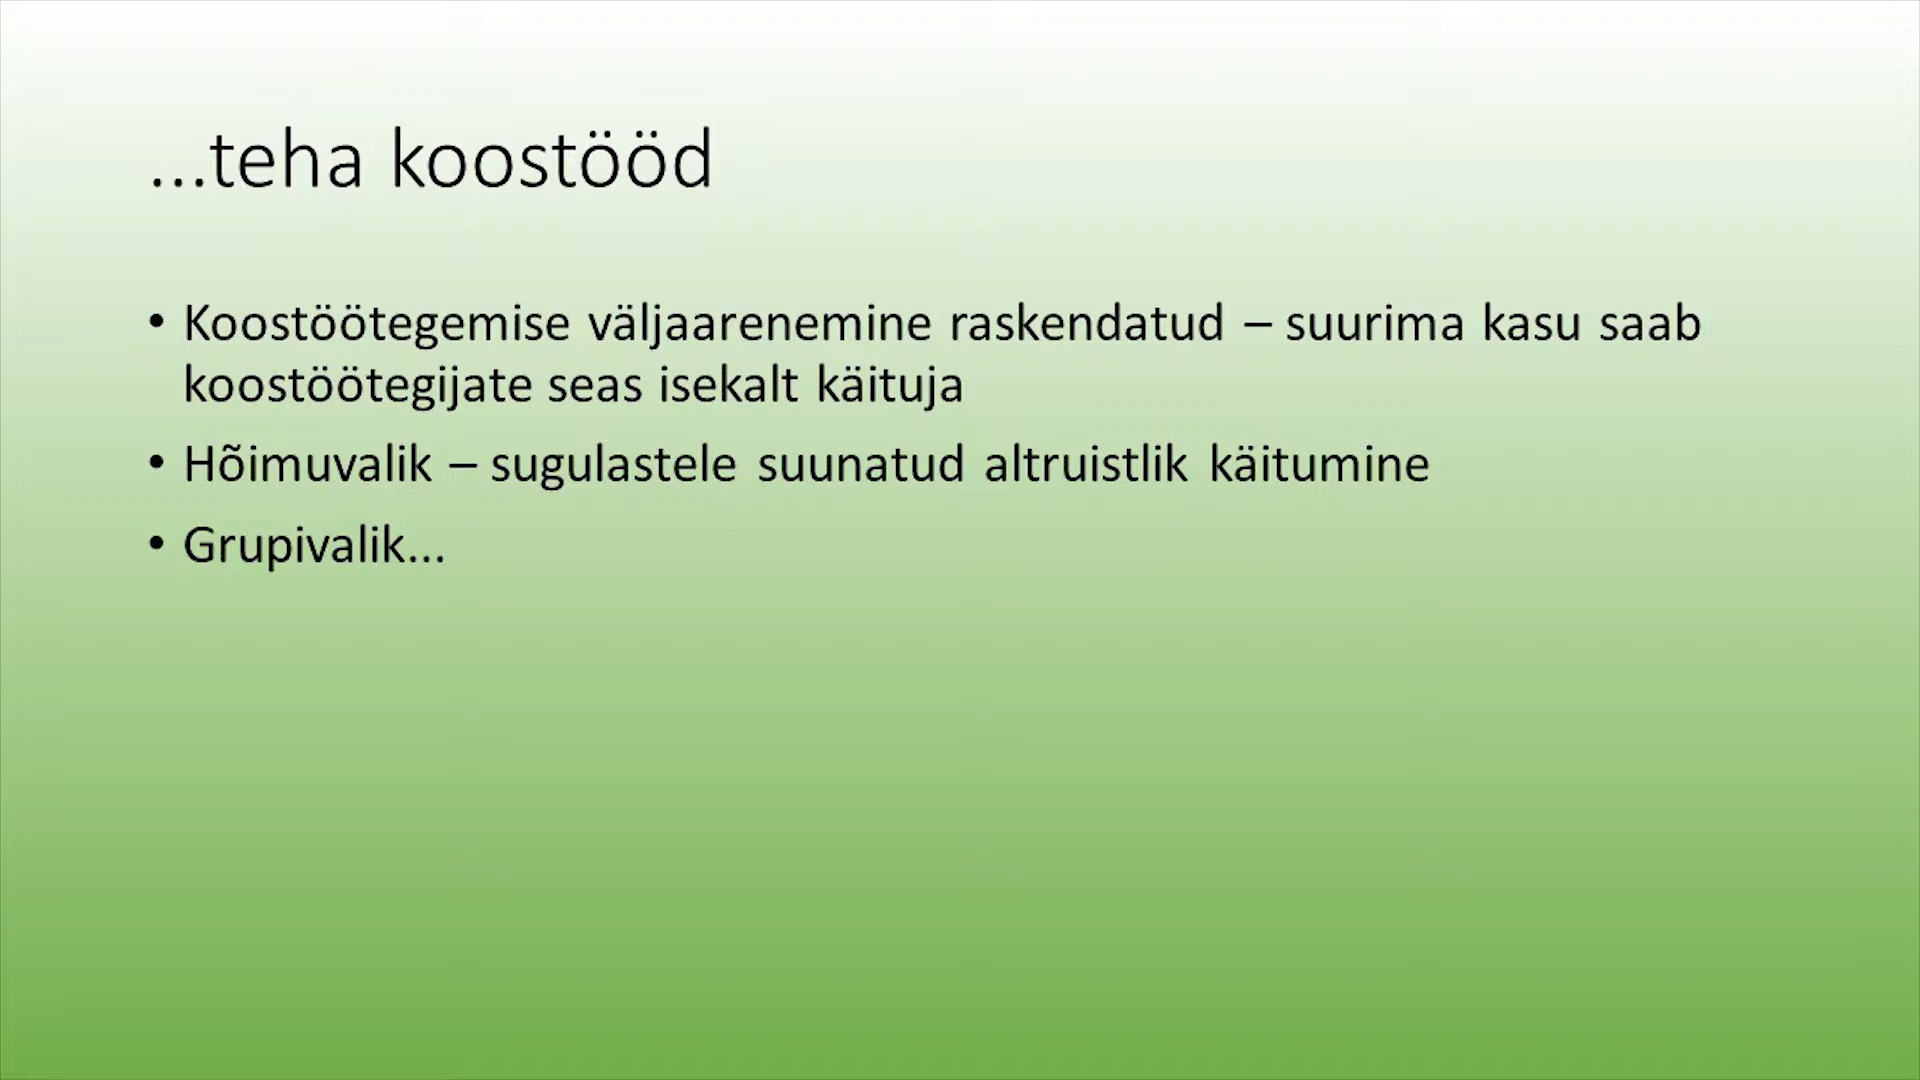 ...teha koostööd
• Koostöötegemise väljaarenemine raskendatud – suurima kasu saab
koostöötegijate seas isekalt käituja
• Hõimuvalik – sugulastele suunatud altruistlik käitumine
• Grupivalik...